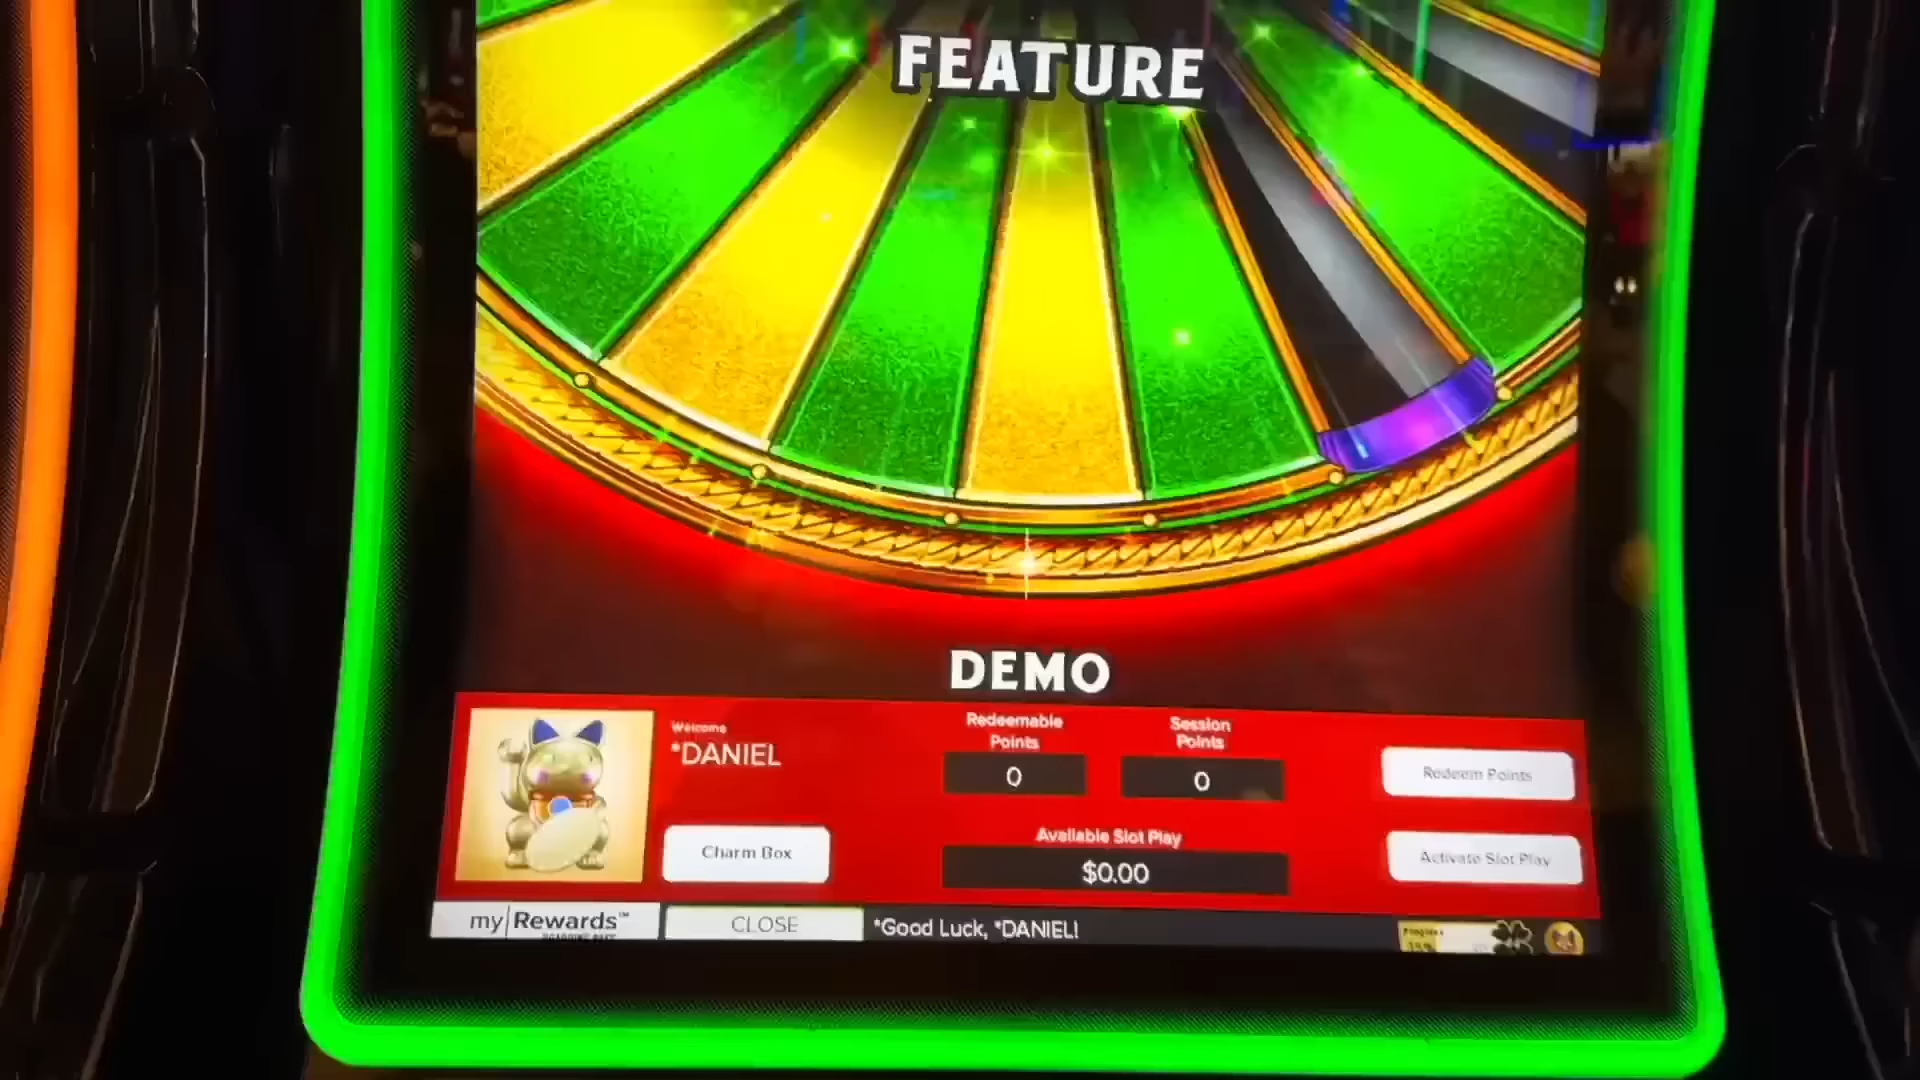 FEATURE
DEMO
Welcome
*DANIEL
Redeemable
Points
0
Session
Points
0
Redeem Points
Charm Box
Available Slot Play
$0.00
Activate Slot Play
my|Rewards™
CLOSE
*Good Luck, *DANIEL!